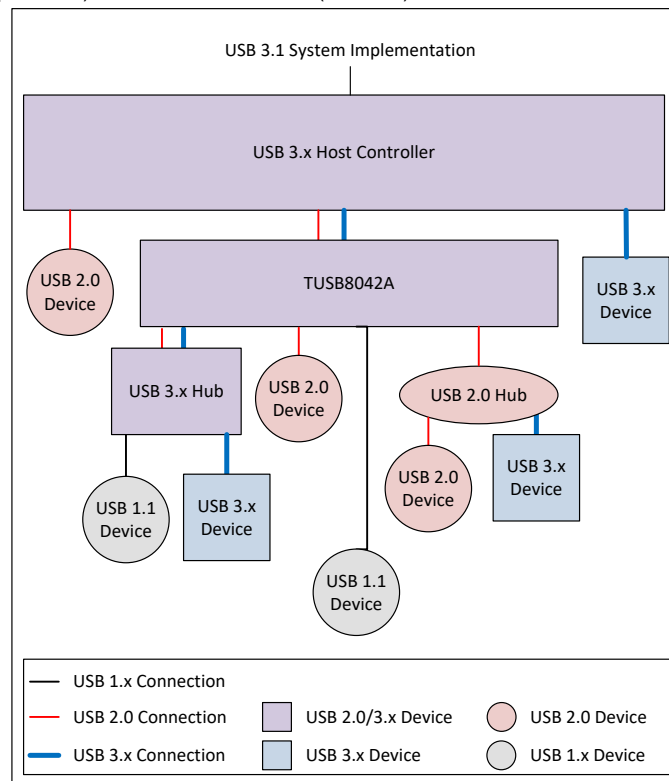 USB 3.1 System Implementation
USB 3.x Host Controller
USB 2.0
Device
TUSB8042A
USB 3.x
Device
USB 3.x Hub
USB 2.0
Device
USB 2.0 Hub
USB 1.1
Device
USB 3.x
Device
USB 2.0
Device
USB 3.x
Device
USB 1.1
Device
USB 1.x Connection
USB 2.0 Connection
USB 2.0/3.x Device
USB 2.0 Device
USB 3.x Connection
USB 3.x Device
USB 1.x Device